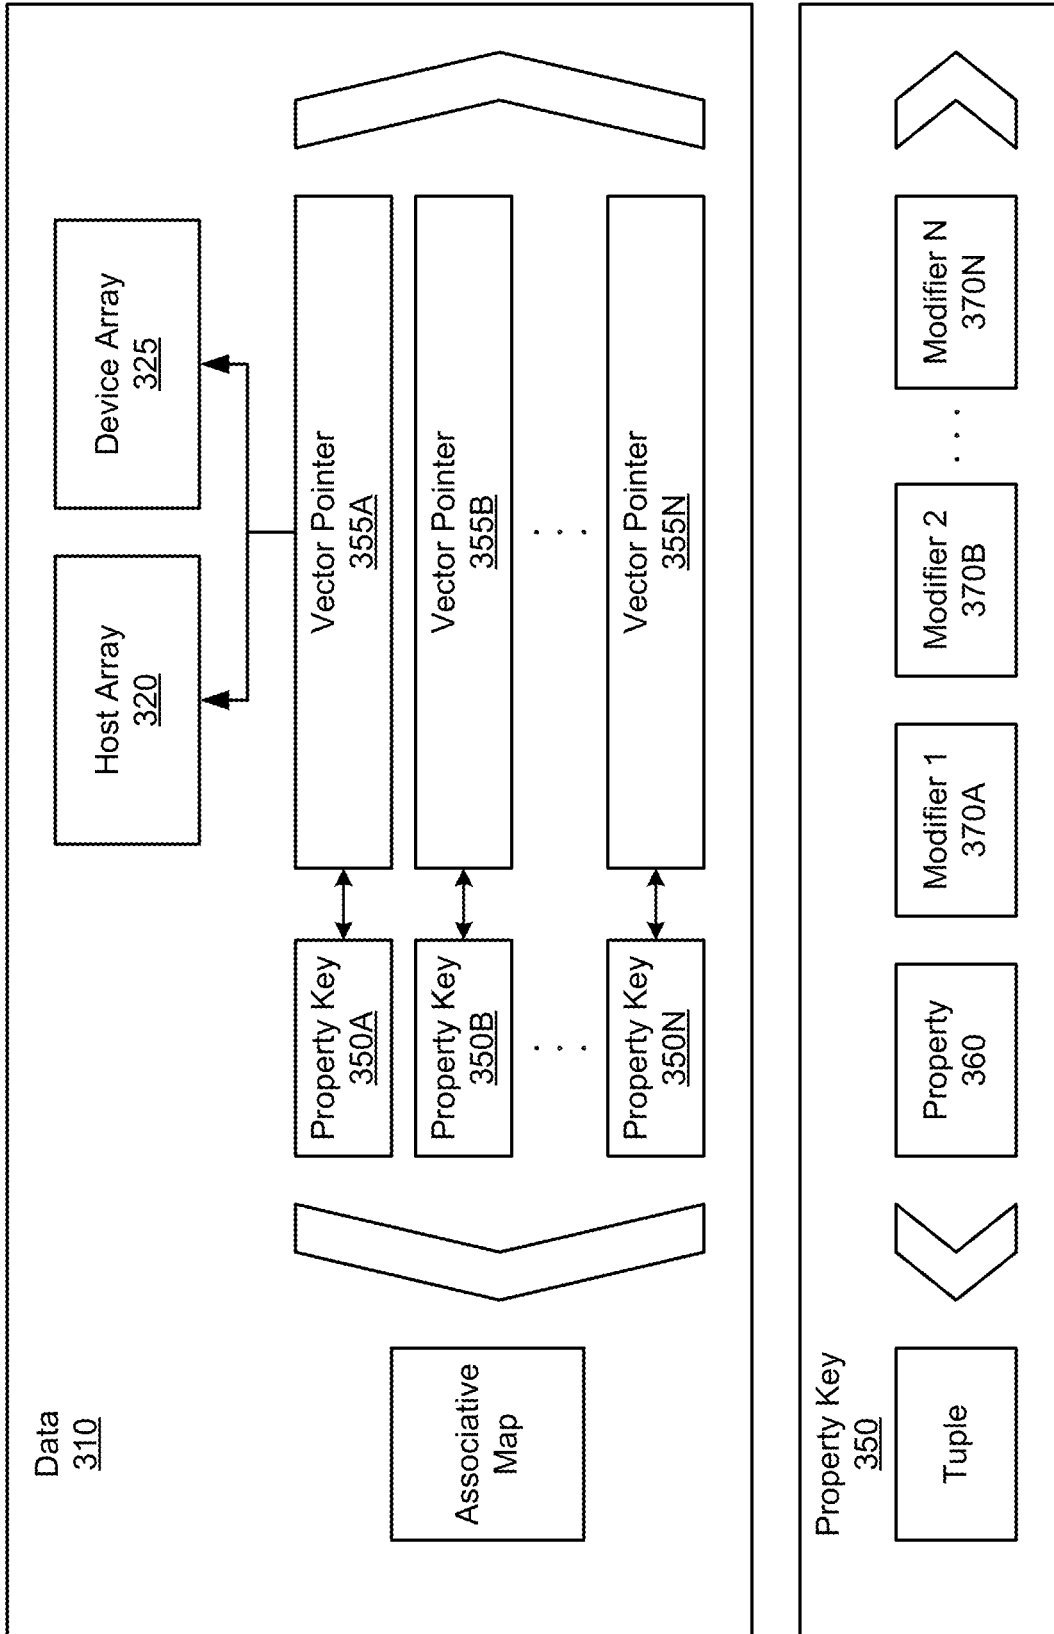 Data
310
Host Array
320
Device Array
325
Associative
Map
Property Key
350A
Vector Pointer
355A
Property Key
350B
Vector Pointer
355B
. . .
. . .
Property Key
350N
Vector Pointer
355N
Property Key
350
Tuple
Property
360
Modifier 1
370A
Modifier 2
370B
. . .
Modifier N
370N